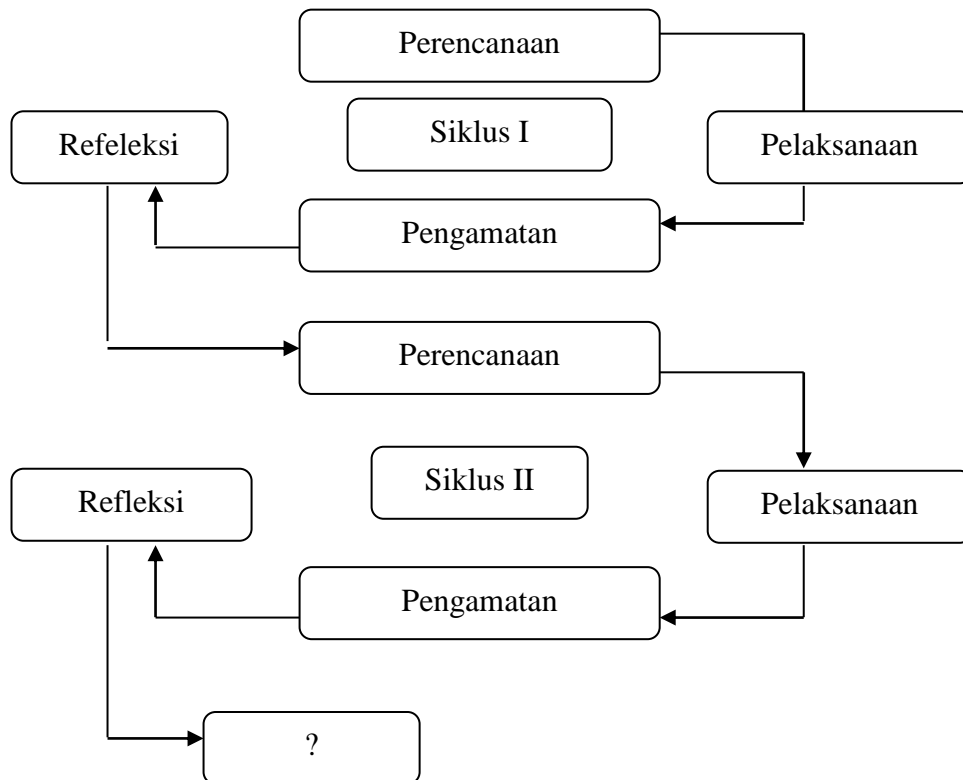 Perencanaan
Siklus I
Refeleksi
Pelaksanaan
Pengamatan
Perencanaan
Siklus II
Refleksi
Pelaksanaan
Pengamatan
?